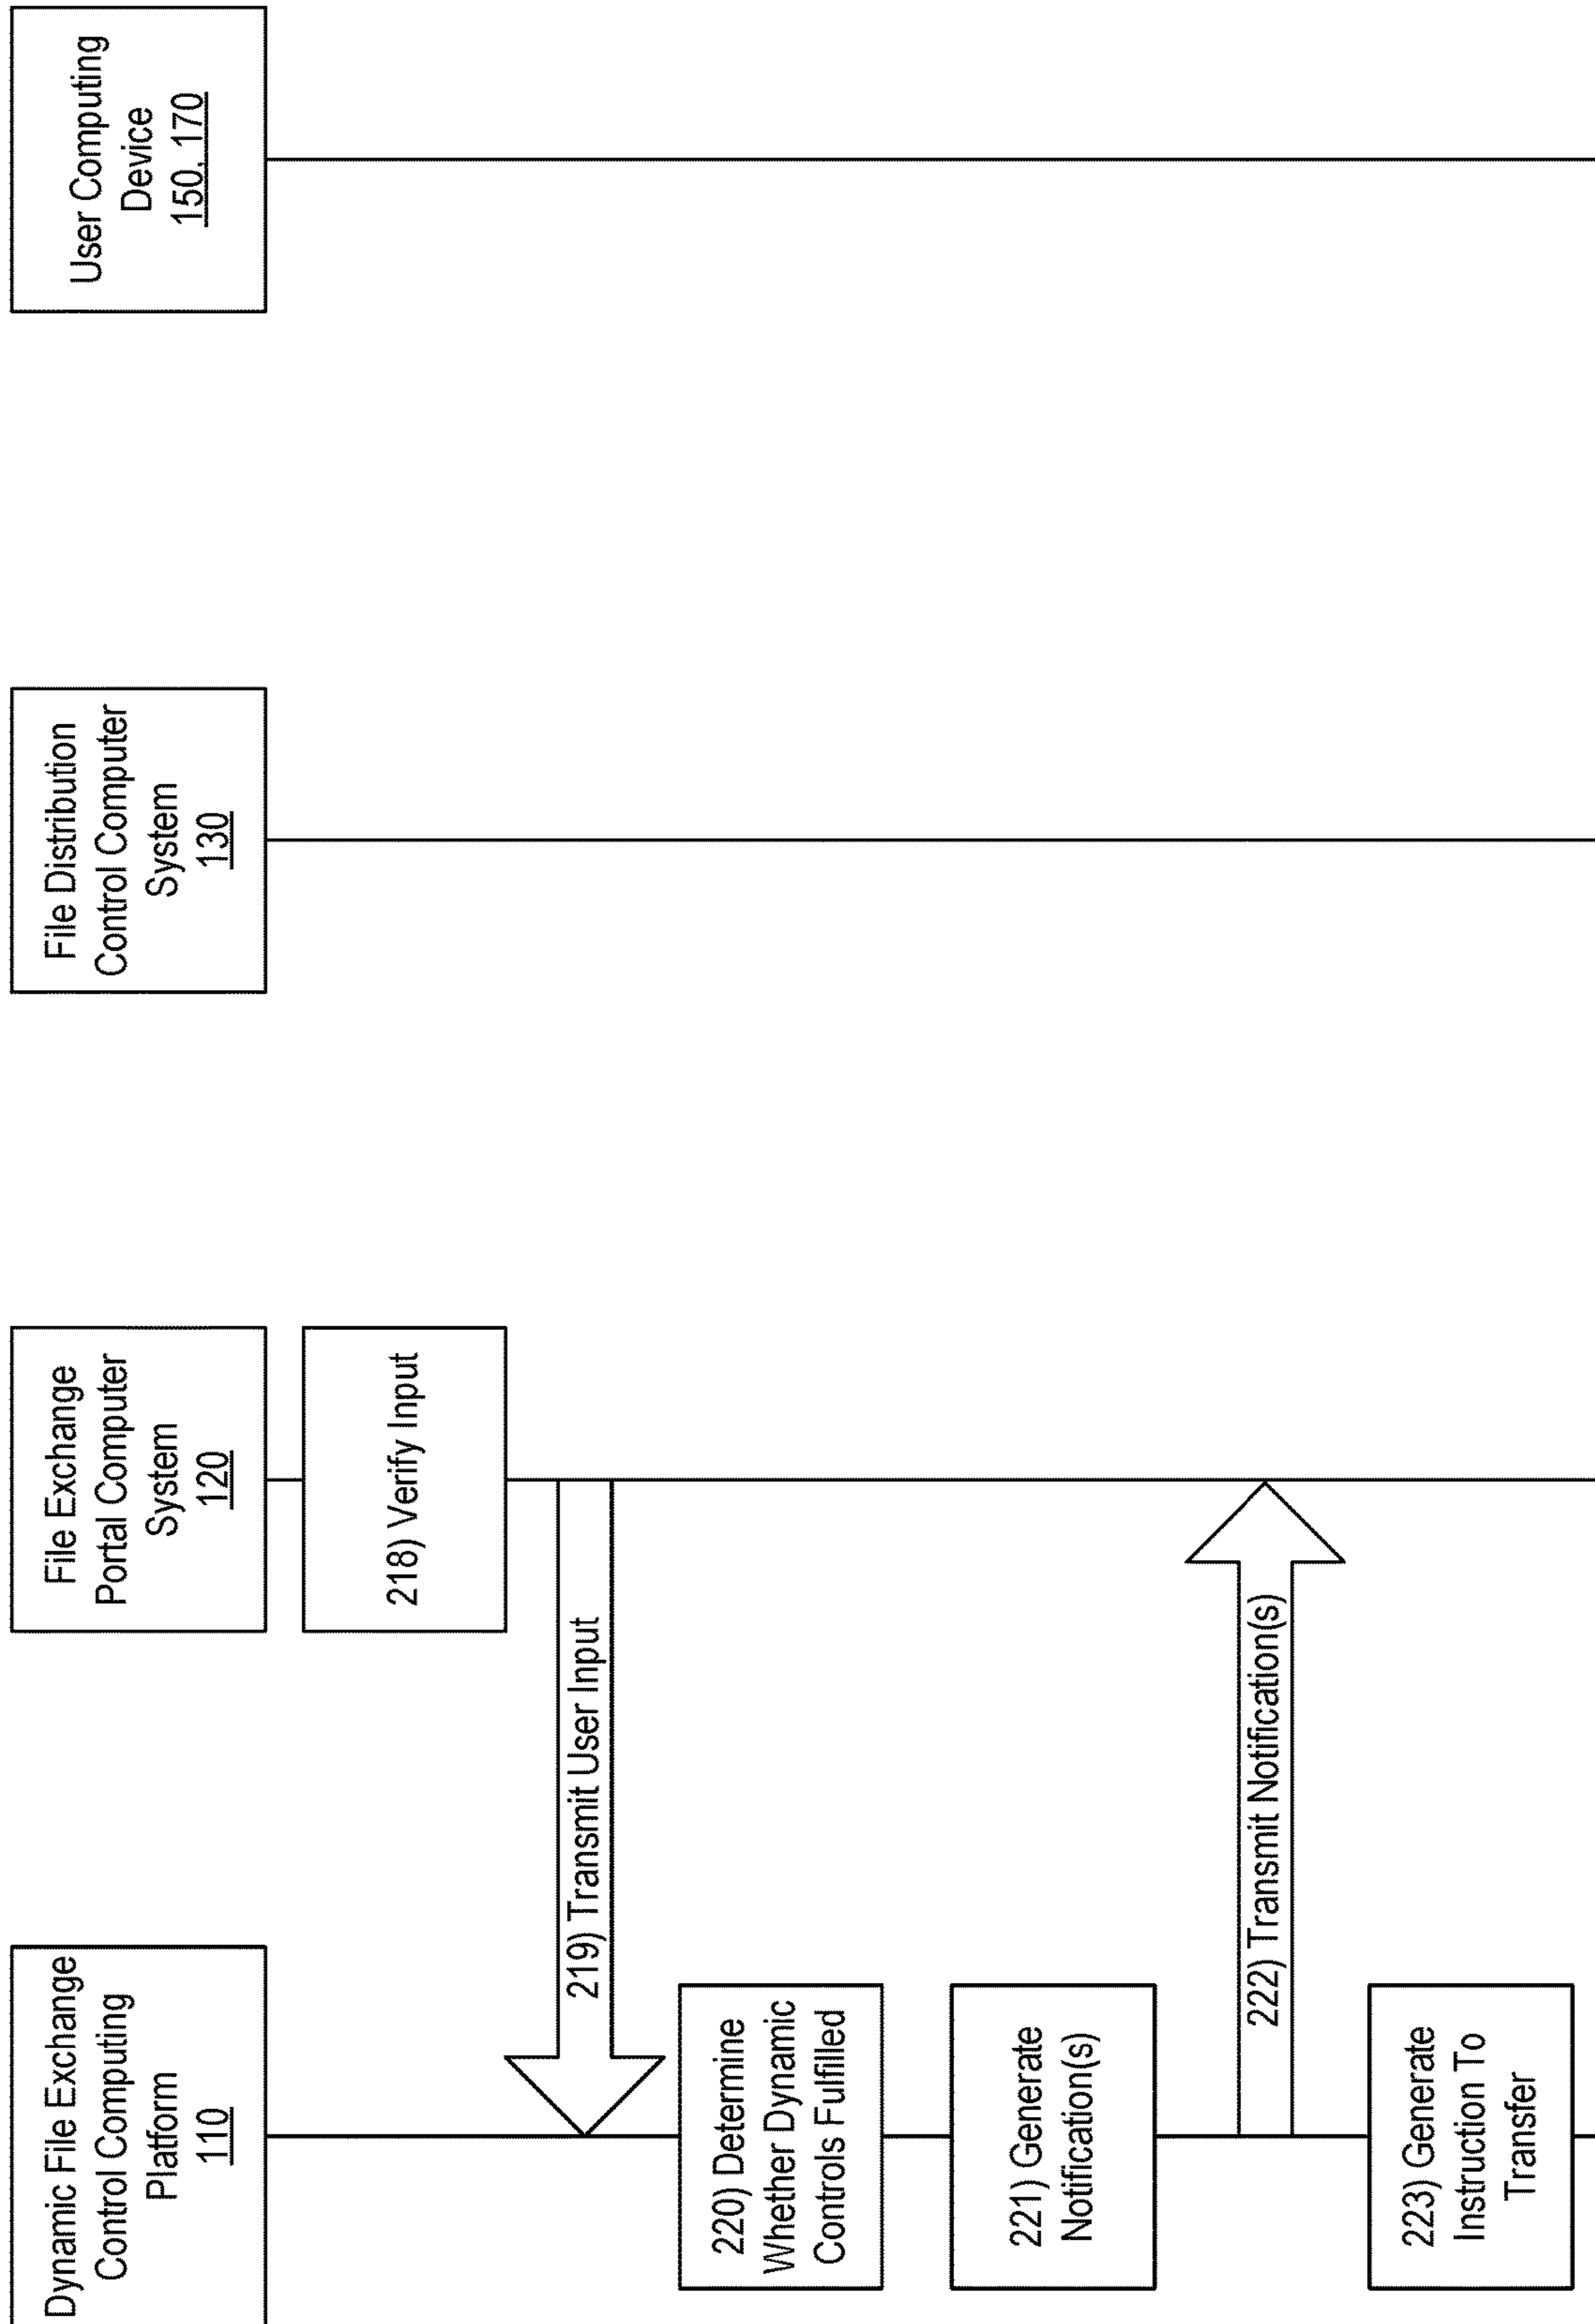 Dynamic File Exchange
Control Computing
Platform
110
File Exchange
Portal Computer
System
120
File Distribution
Control Computer
System
130
User Computing
Device
150, 170
218) Verify Input
219) Transmit User Input
220) Determine
Whether Dynamic
Controls Fulfilled
221) Generate
Notification(s)
222) Transmit Notification(s)
223) Generate
Instruction To
Transfer